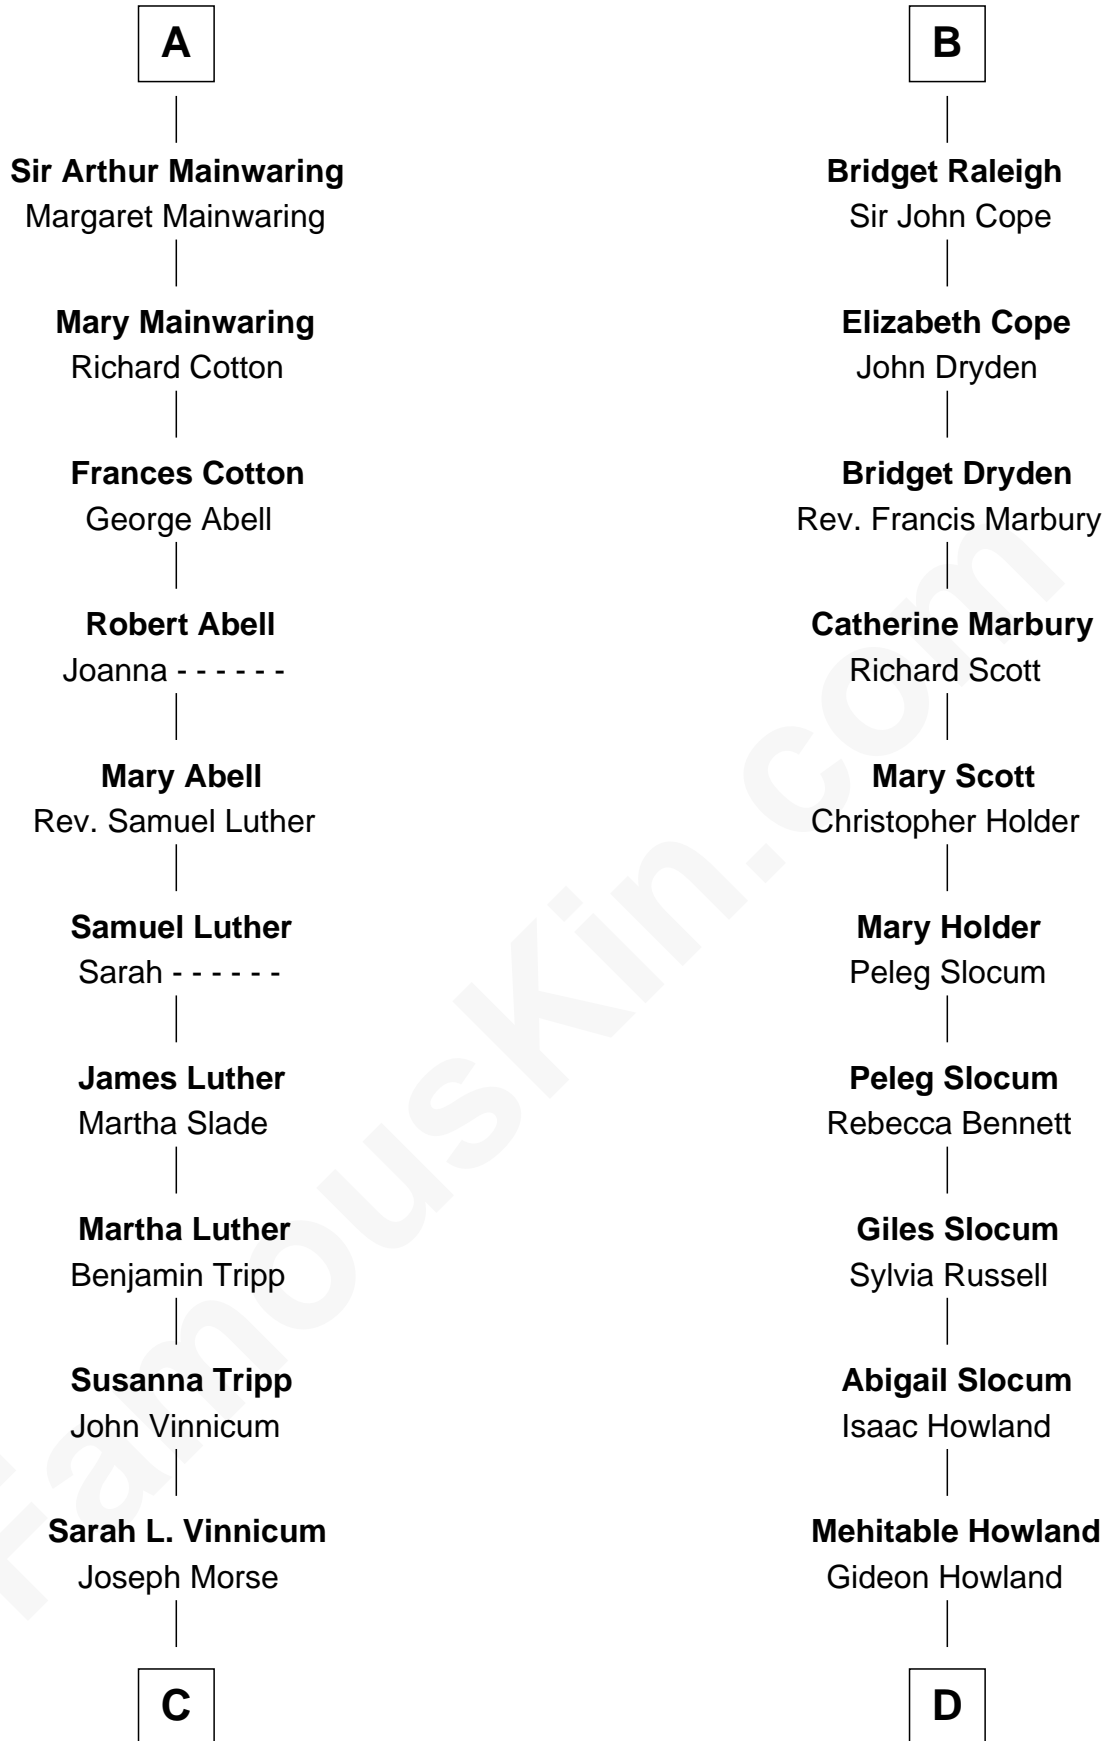 A
Sir Arthur Mainwaring
Margaret Mainwaring
Mary Mainwaring
Richard Cotton
Frances Cotton
George Abell
Robert Abell
Joanna - - - - - -
Mary Abell
Rev. Samuel Luther
Samuel Luther
Sarah - - - - - -
James Luther
Martha Slade
Martha Luther
Benjamin Tripp
Susanna Tripp
John Vinnicum
Sarah L. Vinnicum
Joseph Morse
C
B
Bridget Raleigh
Sir John Cope
Elizabeth Cope
John Dryden
Bridget Dryden
Rev. Francis Marbury
Catherine Marbury
Richard Scott
Mary Scott
Christopher Holder
Mary Holder
Peleg Slocum
Peleg Slocum
Rebecca Bennett
Giles Slocum
Sylvia Russell
Abigail Slocum
Isaac Howland
Mehitable Howland
Gideon Howland
D
FamousKin.com